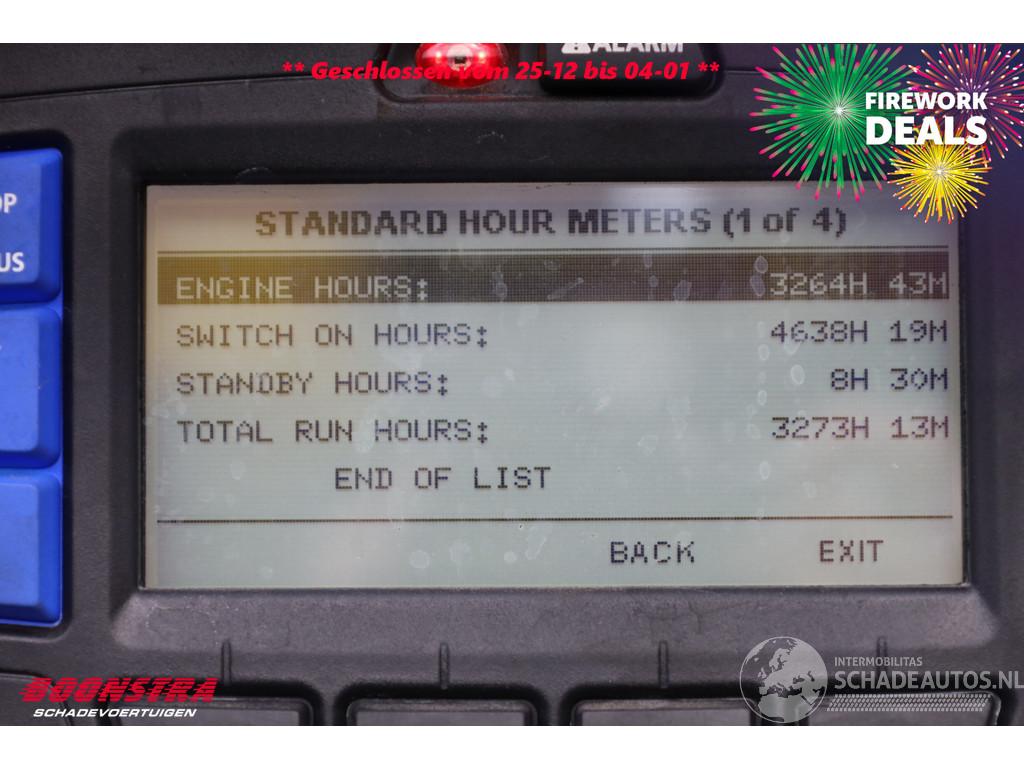 ALARM
** Geschlossen vom 25-12 bis 04-01 **
FIREWORK
DEALS
OP
US
STANDARD HOUR METERS (1 of 4)
ENGINE HOURS: 3264H 43M
SWITCH ON HOURS: 4638H 19M
STANDBY HOURS: 8H 30M
TOTAL RUN HOURS: 3273H 13M
END OF LIST
BACK EXIT
BOONSTRA
SCHADEVOERTUIGEN
INTERMOBILITAS
SCHADEAUTOS.NL